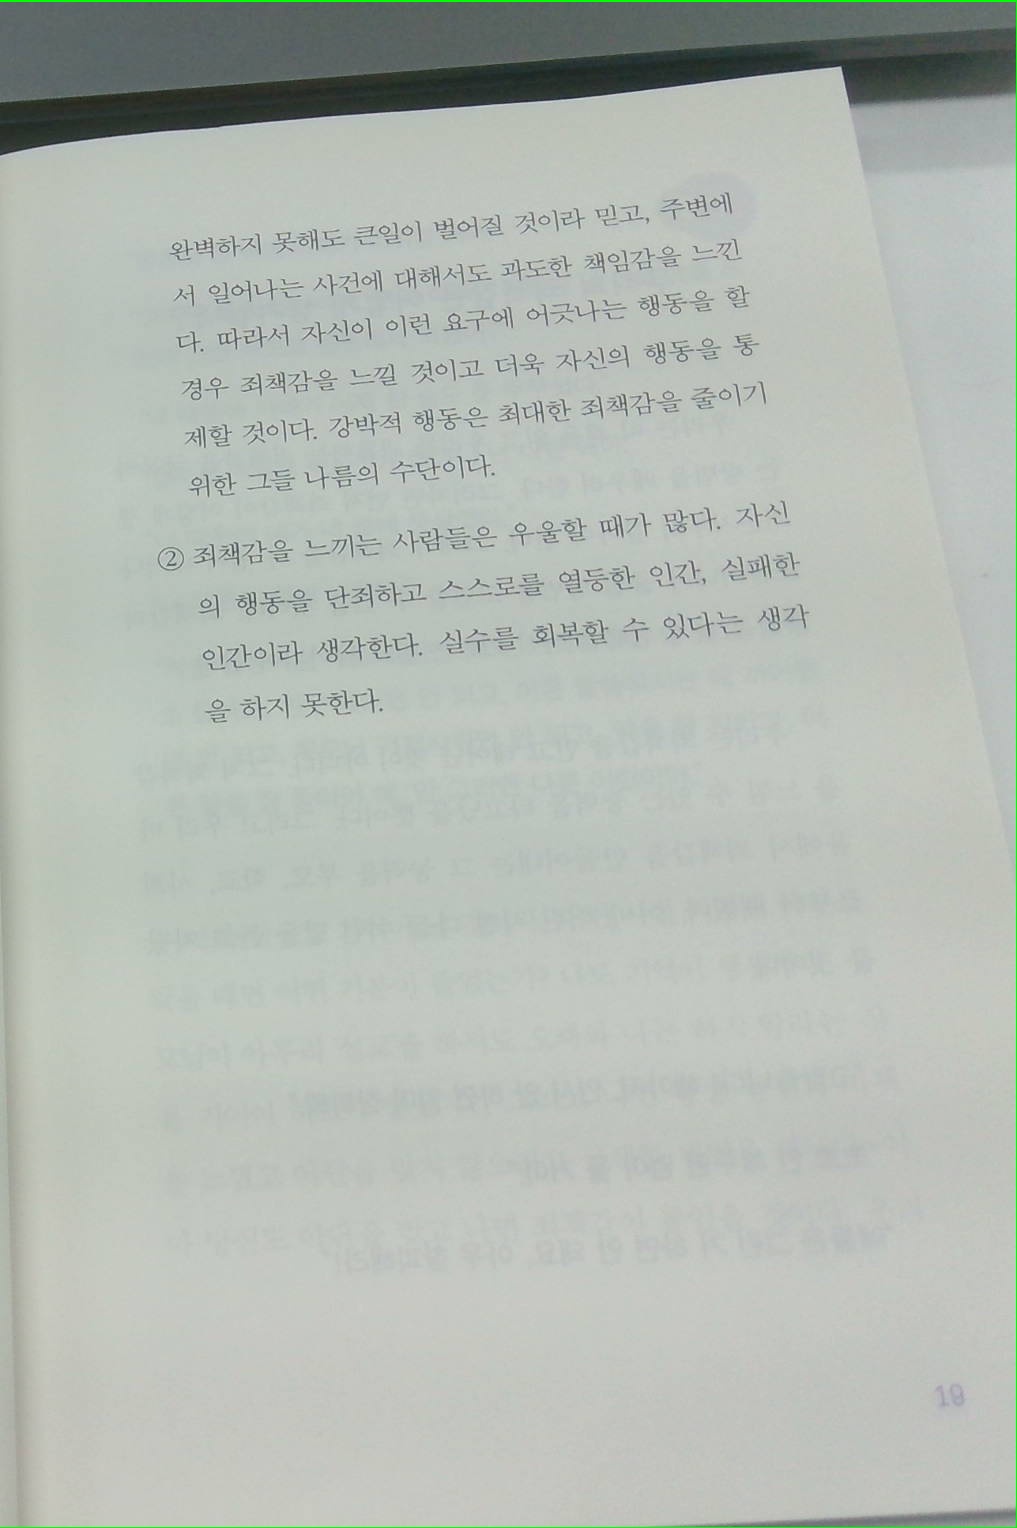 완벽하지 못해도 큰일이 벌어질 것이라 믿고, 주변에
서 일어나는 사건에 대해서도 과도한 책임감을 느낀
다. 따라서 자신이 이런 요구에 어긋나는 행동을 할
경우 죄책감을 느낄 것이고 더욱 자신의 행동을 통
제할 것이다. 강박적 행동은 최대한 죄책감을 줄이기
위한 그들 나름의 수단이다.
② 죄책감을 느끼는 사람들은 우울할 때가 많다. 자신
의 행동을 단죄하고 스스로를 열등한 인간, 실패한
인간이라 생각한다. 실수를 회복할 수 있다는 생각
을 하지 못한다.
19